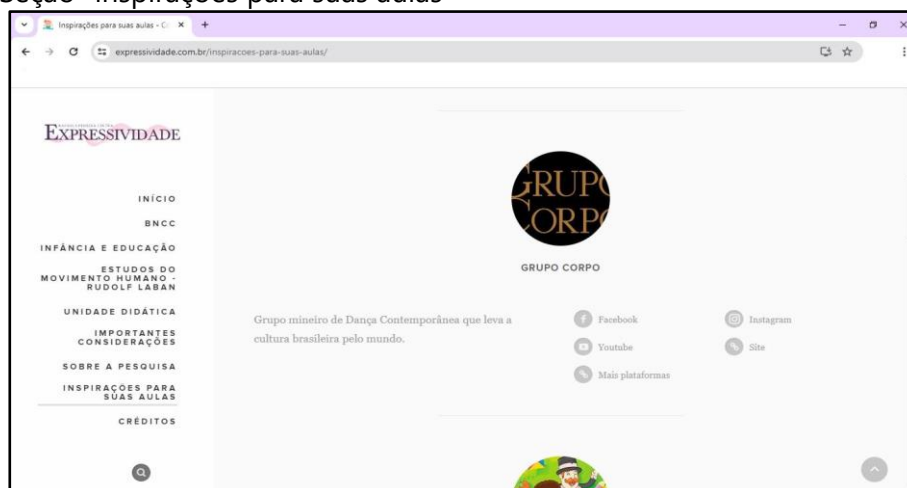 Seção "Inspirações para suas aulas"
Inspirações para suas aulas - C
expressividade.com.br/inspiracoes-para-suas-aulas/
EXPRESSIVIDADE
INÍCIO
BNCC
INFÂNCIA E EDUCAÇÃO
ESTUDOS DO
MOVIMENTO HUMANO -
RUDOLF LABAN
UNIDADE DIDÁTICA
IMPORTANTES
CONSIDERAÇÕES
SOBRE A PESQUISA
INSPIRAÇÕES PARA
SUAS AULAS
CRÉDITOS
GRUPO
CORPO
GRUPO CORPO
Grupo mineiro de Dança Contemporânea que leva a
cultura brasileira pelo mundo.
Facebook
Youtube
Mais plataformas
Instagram
Site